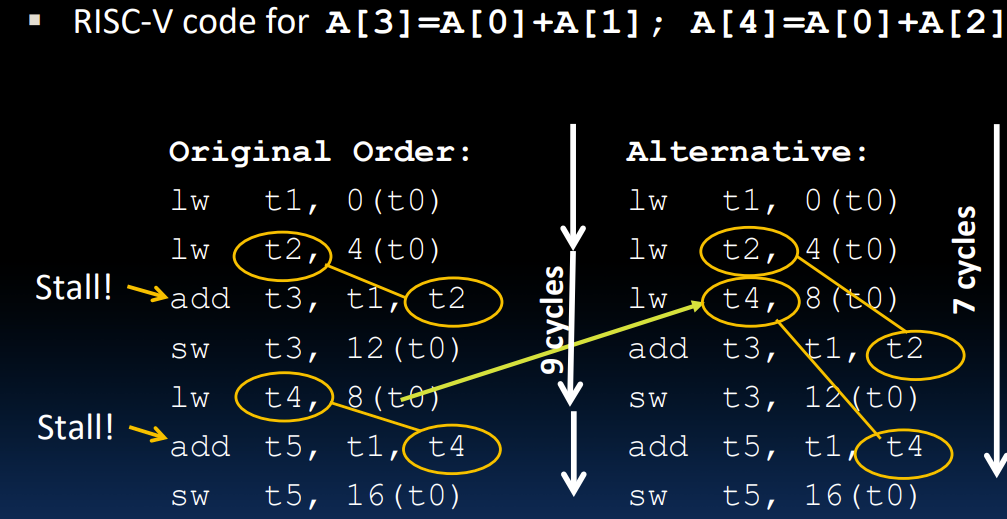 ▪ RISC-V code for A[3]=A[0]+A[1]; A[4]=A[0]+A[2]
Original Order:
lw t1, 0(t0)
lw t2, 4(t0)
Stall! add t3, t1, t2
sw t3, 12(t0)
lw t4, 8(t0)
Stall! add t5, t1, t4
sw t5, 16(t0)
9 cycles
Alternative:
lw t1, 0(t0)
lw t2, 4(t0)
lw t4, 8(t0)
add t3, t1, t2
sw t3, 12(t0)
add t5, t1, t4
sw t5, 16(t0)
7 cycles